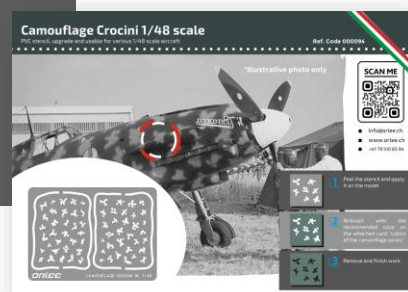 Camouflage Crocini 1/48 scale
PVC stencil, upgrade and usable for various 1/48 scale aircraft
Ref. Code 000094
*Illustrative photo only
SCAN ME
info@oriee.ch
www.oriee.ch
1 Peel the stencil and apply it on the model
2 Airbrush with the recommended color on the attached card "colors of the camouflage series"
3 Remove and finish work